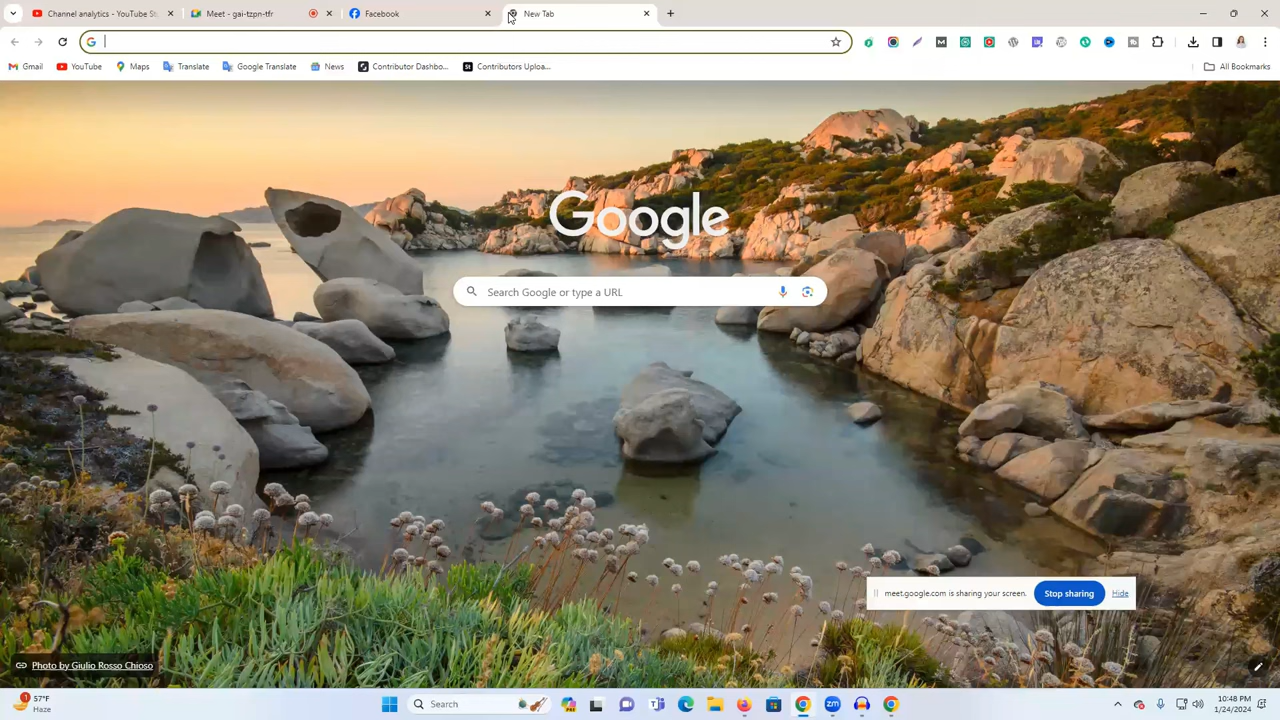 Channel analytics - YouTube St
Meet - gai-tzpn-tfr
Facebook
New Tab
Gmail
YouTube
Maps
Translate
Google Translate
News
Contributor Dashbo...
Contributors Uploa...
All Bookmarks
Google
Search Google or type a URL
meet.google.com is sharing your screen.
Stop sharing
Hide
Photo by Giulio Rosso Chioso
1
57°F
Haze
Search
10:48 PM
1/24/2024